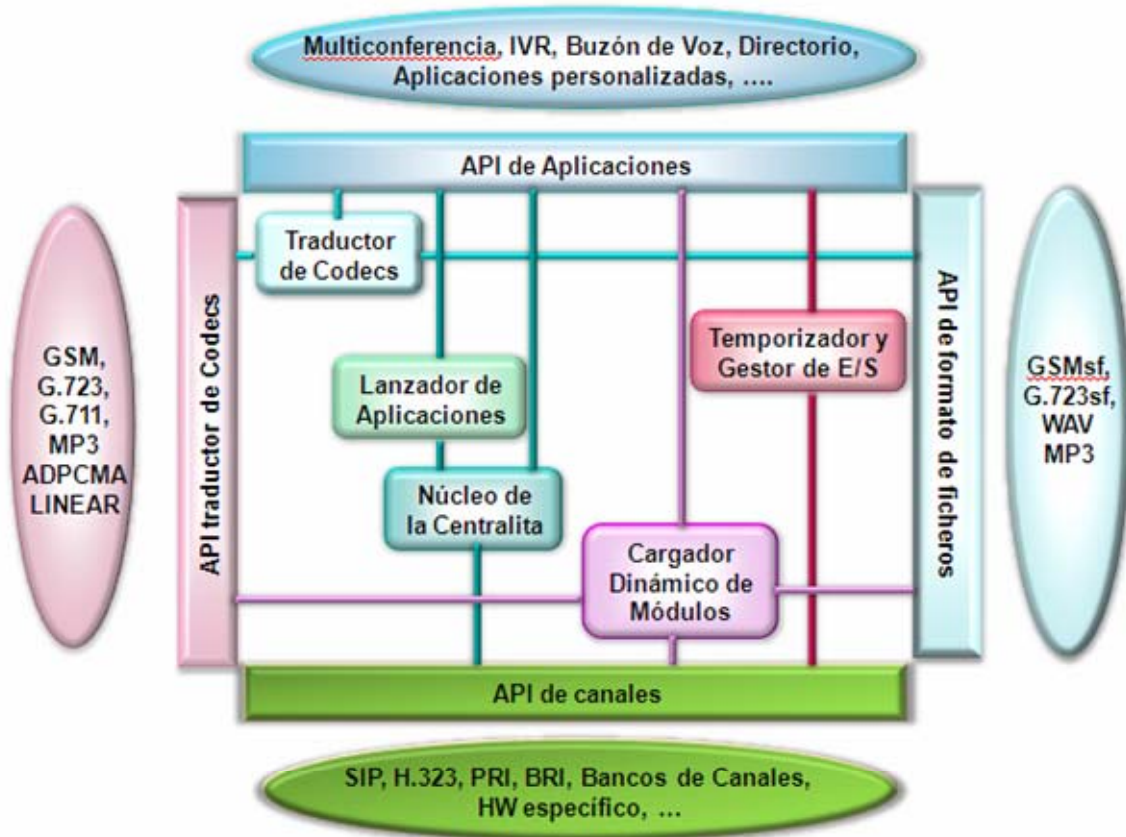 Multiconferencia, IVR, Buzón de Voz, Directorio,
Aplicaciones personalizadas, ....
API de Aplicaciones
Traductor
de Codecs
API traductor de Codecs
API de formato de ficheros
GSM,
G.723,
G.711,
MP3
ADPCMA
LINEAR
Lanzador de
Aplicaciones
Temporizador y
Gestor de E/S
GSMsf,
G.723sf,
WAV
MP3
Núcleo de
la Centralita
Cargador
Dinámico de
Módulos
API de canales
SIP, H.323, PRI, BRI, Bancos de Canales,
HW específico, ...